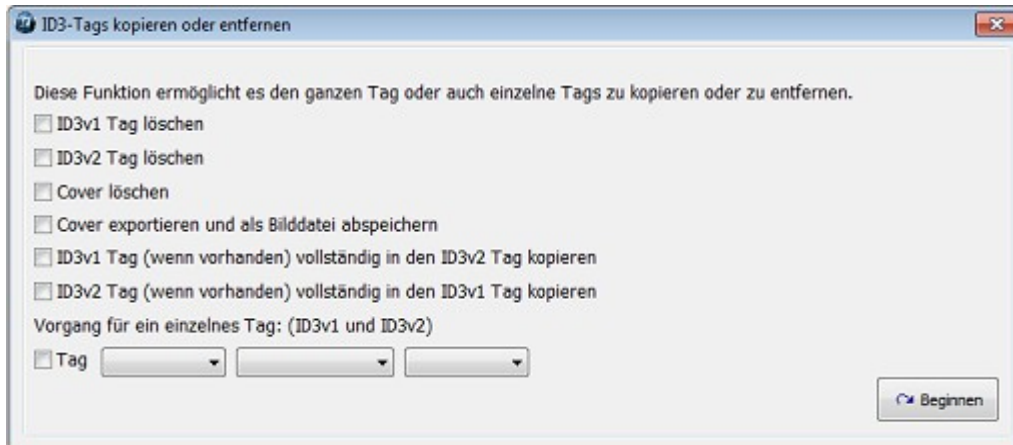 ID3-Tags kopieren oder entfernen
Diese Funktion ermöglicht es den ganzen Tag oder auch einzelne Tags zu kopieren oder zu entfernen.
ID3v1 Tag löschen
ID3v2 Tag löschen
Cover löschen
Cover exportieren und als Bilddatei abspeichern
ID3v1 Tag (wenn vorhanden) vollständig in den ID3v2 Tag kopieren
ID3v2 Tag (wenn vorhanden) vollständig in den ID3v1 Tag kopieren
Vorgang für ein einzelnes Tag: (ID3v1 und ID3v2)
Tag
Beginnen